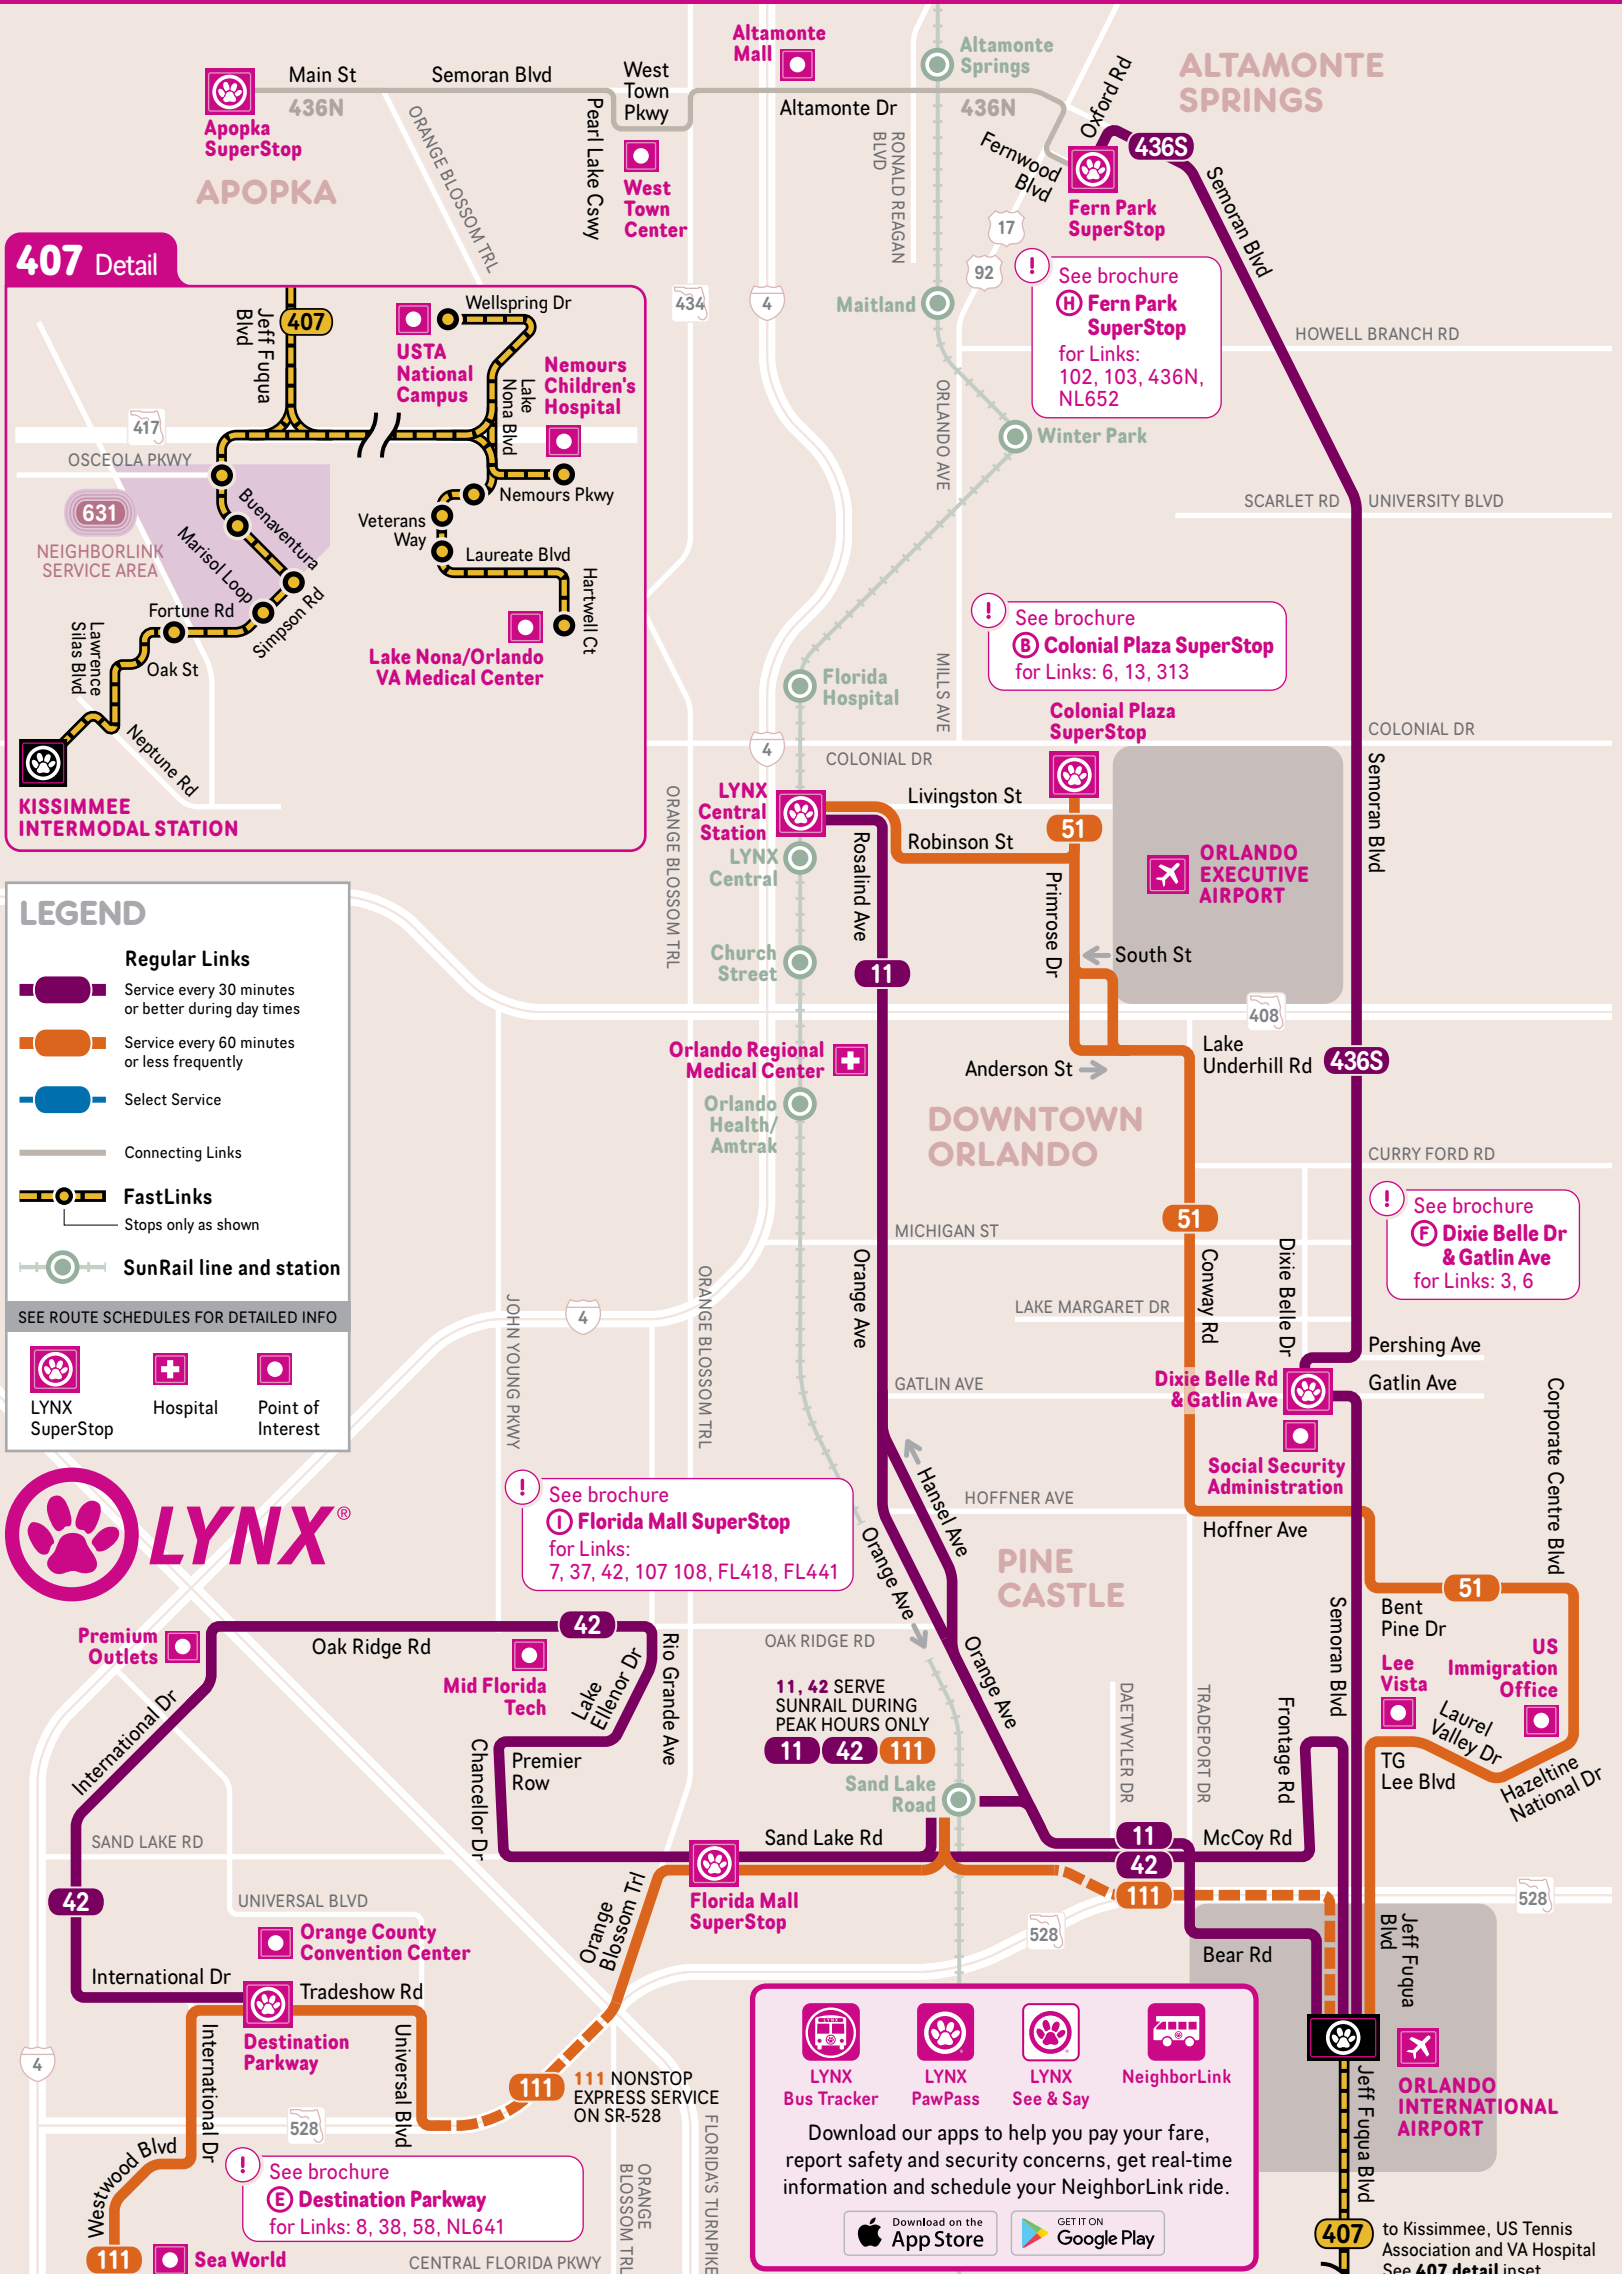 Altamonte
Mall
Altamonte
Springs
ALTAMONTE
SPRINGS
Main St
Semoran Blvd
West
Town
Pkwy
436N
Altamonte Dr
436N
Oxford Rd
Apopka
SuperStop
APOPKA
ORANGE BLOSSOM TRL
Pearl Lake Cswy
West
Town
Center
RONALD REAGAN
BLVD
Fernwood
Blvd
436S
Semoran Blvd
Fern Park
SuperStop
17
92
434
4
Maitland
!
See brochure
H Fern Park
SuperStop
for Links:
102, 103, 436N,
NL652
HOWELL BRANCH RD
ORLANDO AVE
Winter Park
SCARLET RD
UNIVERSITY BLVD
407 Detail
Jeff Fuqua
Blvd
407
Wellspring Dr
USTA
National
Campus
Lake
Nona Blvd
Nemours
Children's
Hospital
417
OSCEOLA PKWY
631
NEIGHBORLINK
SERVICE AREA
Buenaventura
Marisol Loop
Nemours Pkwy
Veterans
Way
Laureate Blvd
Hartwell Ct
Fortune Rd
Simpson Rd
Lawrence
Silas Blvd
Oak St
Neptune Rd
Lake Nona/Orlando
VA Medical Center
KISSIMMEE
INTERMODAL STATION
!
See brochure
B Colonial Plaza SuperStop
for Links: 6, 13, 313
Florida
Hospital
MILLS AVE
Colonial Plaza
SuperStop
4
COLONIAL DR
COLONIAL DR
LYNX
Central
Station
LYNX
Central
Livingston St
Robinson St
51
ORANGE BLOSSOM TRL
Rosalind Ave
Primrose Dr
ORLANDO
EXECUTIVE
AIRPORT
Semoran Blvd
Church
Street
11
South St
408
Orlando Regional
Medical Center
Anderson St
Lake
Underhill Rd
436S
Orlando
Health/
Amtrak
DOWNTOWN
ORLANDO
CURRY FORD RD
!
See brochure
F Dixie Belle Dr
& Gatlin Ave
for Links: 3, 6
51
MICHIGAN ST
Orange Ave
Conway Rd
Dixie Belle Dr
LAKE MARGARET DR
Pershing Ave
Gatlin Ave
GATLIN AVE
Dixie Belle Rd
& Gatlin Ave
Social Security
Administration
Corporate Centre Blvd
LEGEND
Regular Links
Service every 30 minutes
or better during day times
Service every 60 minutes
or less frequently
Select Service
Connecting Links
FastLinks
Stops only as shown
SunRail line and station
SEE ROUTE SCHEDULES FOR DETAILED INFO
LYNX
SuperStop
Hospital
Point of
Interest
LYNX®
JOHN YOUNG PKWY
4
ORANGE BLOSSOM TRL
!
See brochure
I Florida Mall SuperStop
for Links:
7, 37, 42, 107 108, FL418, FL441
Hansel Ave
Orange Ave
HOFFNER AVE
Hoffner Ave
PINE
CASTLE
51
Bent
Pine Dr
Premium
Outlets
42
Oak Ridge Rd
Mid Florida
Tech
Lake
Ellenor Dr
Rio Grande Ave
OAK RIDGE RD
Orange Ave
11, 42 SERVE
SUNRAIL DURING
PEAK HOURS ONLY
11 42 111
Sand Lake
Road
DAETWYLER DR
TRADEPORT DR
Frontage Rd
Semoran Blvd
Lee
Vista
US
Immigration
Office
Laurel
Valley Dr
TG
Lee Blvd
Hazeltine
National Dr
International Dr
Chancellor Dr
Premier
Row
SAND LAKE RD
Sand Lake Rd
11
42
111
McCoy Rd
42
UNIVERSAL BLVD
Orange County
Convention Center
Orange
Blossom Trl
Florida Mall
SuperStop
528
528
Bear Rd
Jeff Fuqua
Blvd
International Dr
Tradeshow Rd
Destination
Parkway
International Dr
Universal Blvd
4
111
111 NONSTOP
EXPRESS SERVICE
ON SR-528
528
Westwood Blvd
111
Sea World
!
See brochure
E Destination Parkway
for Links: 8, 38, 58, NL641
CENTRAL FLORIDA PKWY
ORANGE
BLOSSOM TRL
FLORIDA'S TURNPIKE
LYNX
Bus Tracker
LYNX
PawPass
LYNX
See & Say
NeighborLink
Download our apps to help you pay your fare,
report safety and security concerns, get real-time
information and schedule your NeighborLink ride.
Download on the
App Store
GET IT ON
Google Play
ORLANDO
INTERNATIONAL
AIRPORT
Jeff Fuqua Blvd
407
to Kissimmee, US Tennis
Association and VA Hospital
See 407 detail inset